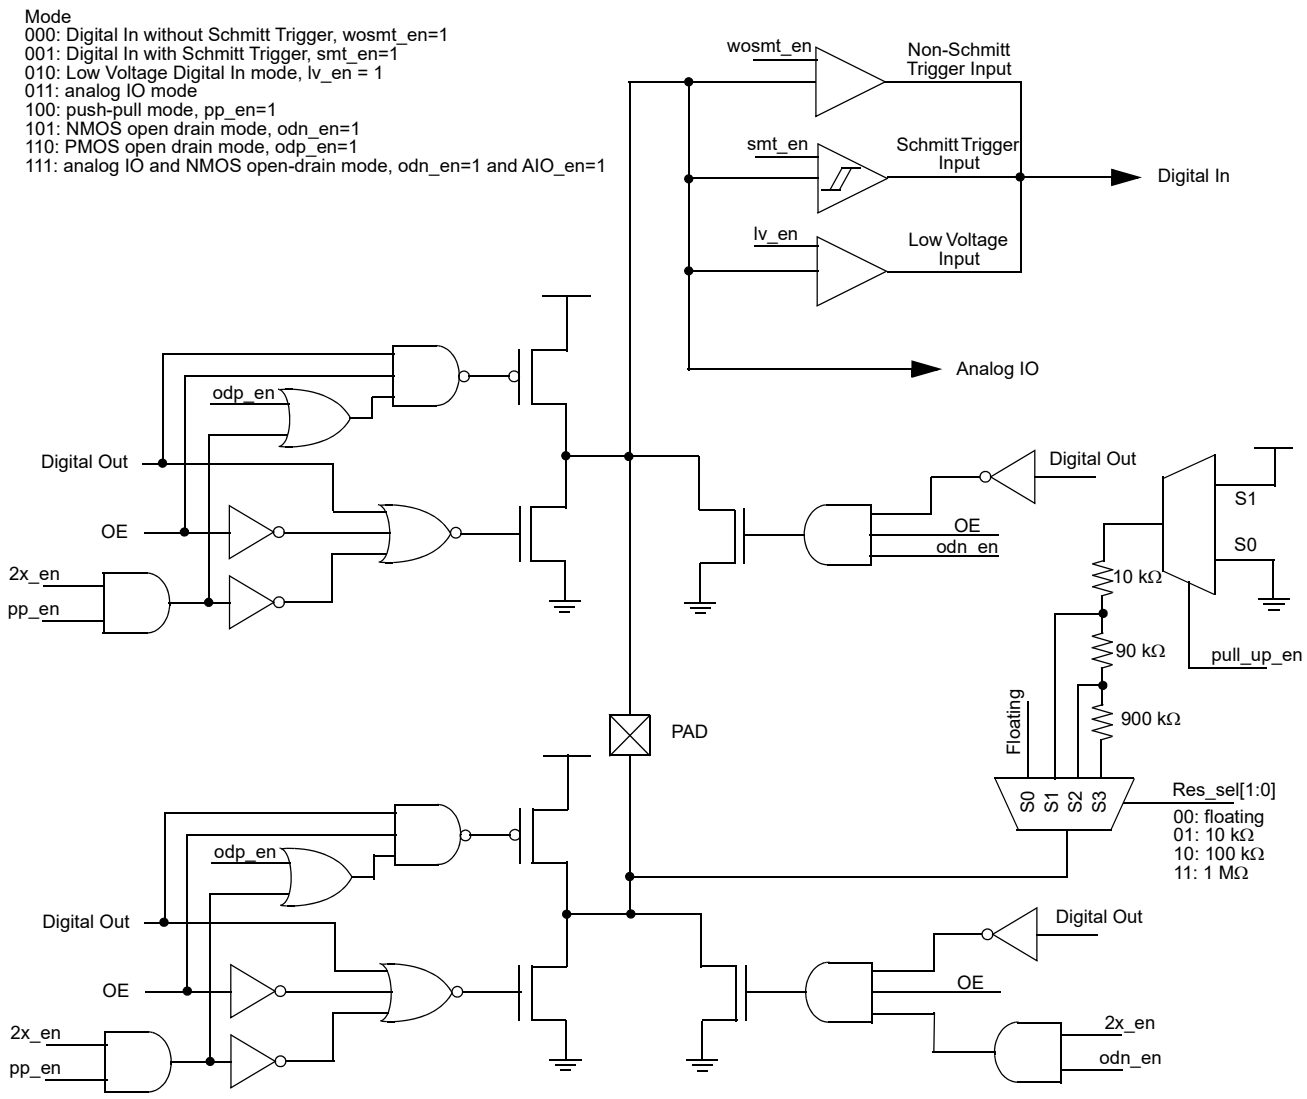 Mode
000: Digital In without Schmitt Trigger, wosmt_en=1
001: Digital In with Schmitt Trigger, smt_en=1
010: Low Voltage Digital In mode, lv_en = 1
011: analog IO mode
100: push-pull mode, pp_en=1
101: NMOS open drain mode, odn_en=1
110: PMOS open drain mode, odp_en=1
111: analog IO and NMOS open-drain mode, odn_en=1 and AIO_en=1
wosmt_en
Non-Schmitt
Trigger Input
smt_en
Schmitt Trigger
Input
Digital In
lv_en
Low Voltage
Input
Analog IO
odp_en
Digital Out
OE
2x_en
pp_en
Digital Out
OE
odn_en
S1
S0
10 kΩ
90 kΩ
pull_up_en
900 kΩ
Floating
PAD
S0
S1
S2
S3
Res_sel[1:0]
00: floating
01: 10 kΩ
10: 100 kΩ
11: 1 MΩ
odp_en
Digital Out
OE
2x_en
pp_en
Digital Out
OE
2x_en
odn_en